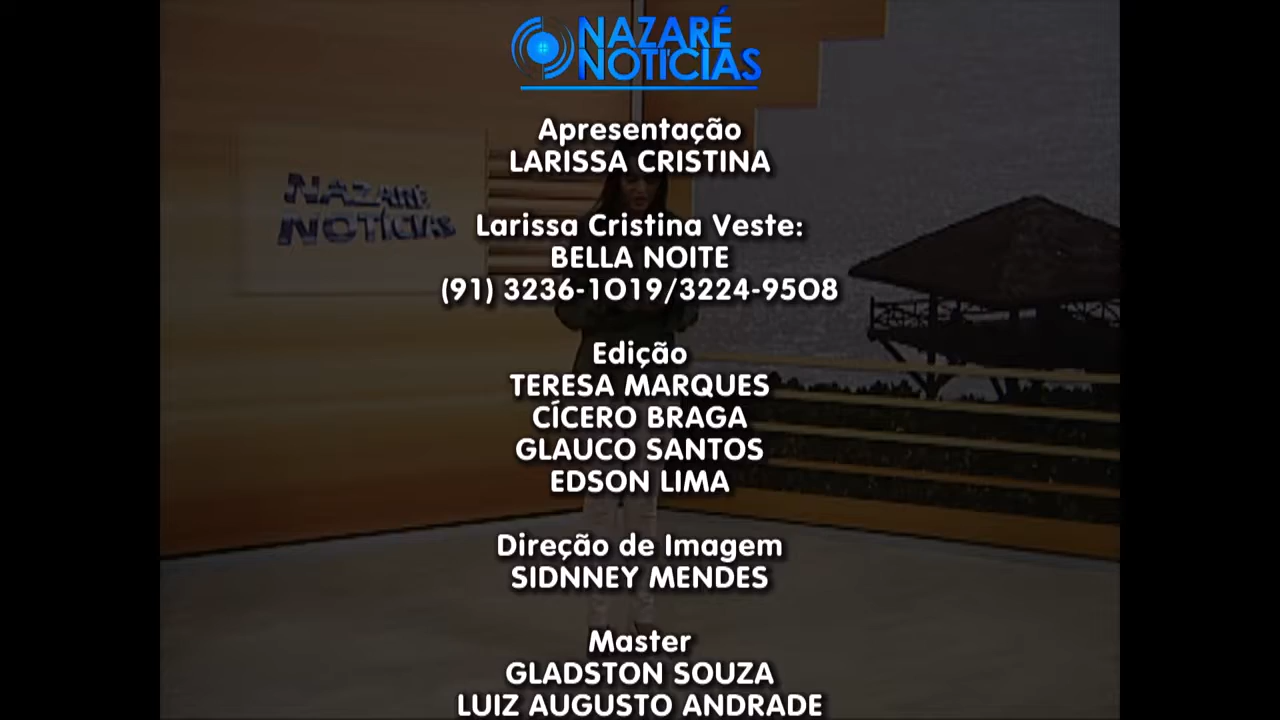 NAZARÉ
NOTÍCIAS
Apresentação
LARISSA CRISTINA
NAZARÉ
NOTÍCIAS
Larissa Cristina Veste:
BELLA NOITE
(91) 3236-1019/3224-9508
Edição
TERESA MARQUES
CÍCERO BRAGA
GLAUCO SANTOS
EDSON LIMA
Direção de Imagem
SIDNNEY MENDES
Master
GLADSTON SOUZA
LUIZ AUGUSTO ANDRADE